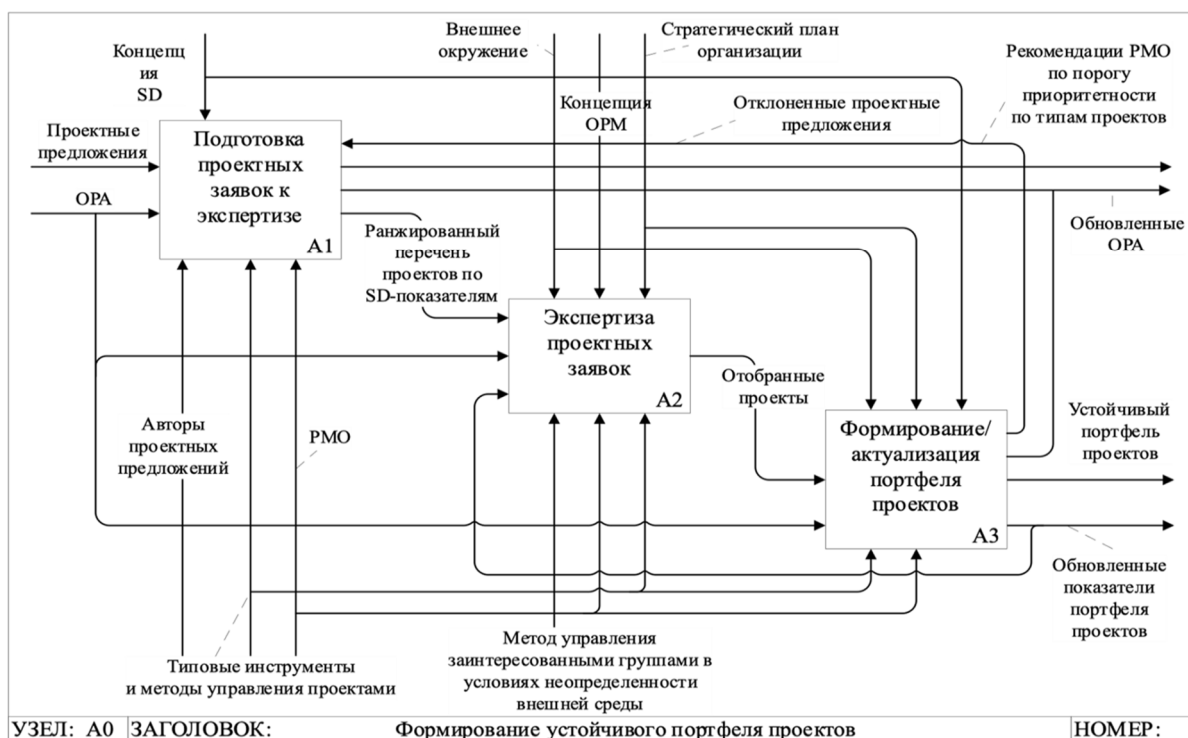 Концепц
ия
SD
Внешнее
окружение
Стратегический план
организации
Рекомендации PMO
по порогу
приоритетности
по типам проектов
Концепция
OPM
Отклоненные проектные
предложения
Проектные
предложения
OPA
Подготовка
проектных
заявок к
экспертизе
A1
Ранжированный
перечень
проектов по
SD-показателям
Обновленные
OPA
Экспертиза
проектных
заявок
A2
Отобранные
проекты
Авторы
проектных
предложений
PMO
Формирование/
актуализация
портфеля
проектов
A3
Устойчивый
портфель
проектов
Обновленные
показатели
портфеля
проектов
Типовые инструменты
и методы управления проектами
Метод управления
заинтересованными группами в
условиях неопределенности
внешней среды
УЗЕЛ: A0 ЗАГОЛОВОК: Формирование устойчивого портфеля проектов НОМЕР: